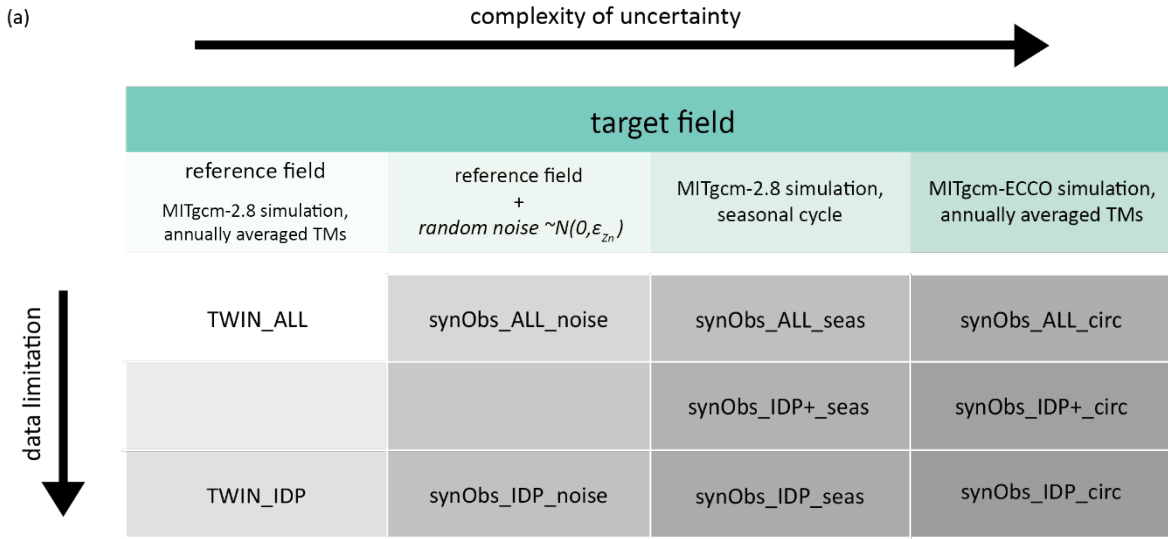 (a)
complexity of uncertainty
target field
reference field
MITgcm-2.8 simulation,
annually averaged TMs
reference field
+
random noise ~N(0,ε_Zn)
MITgcm-2.8 simulation,
seasonal cycle
MITgcm-ECCO simulation,
annually averaged TMs
data limitation
TWIN_ALL
synObs_ALL_noise
synObs_ALL_seas
synObs_ALL_circ
synObs_IDP+_seas
synObs_IDP+_circ
TWIN_IDP
synObs_IDP_noise
synObs_IDP_seas
synObs_IDP_circ